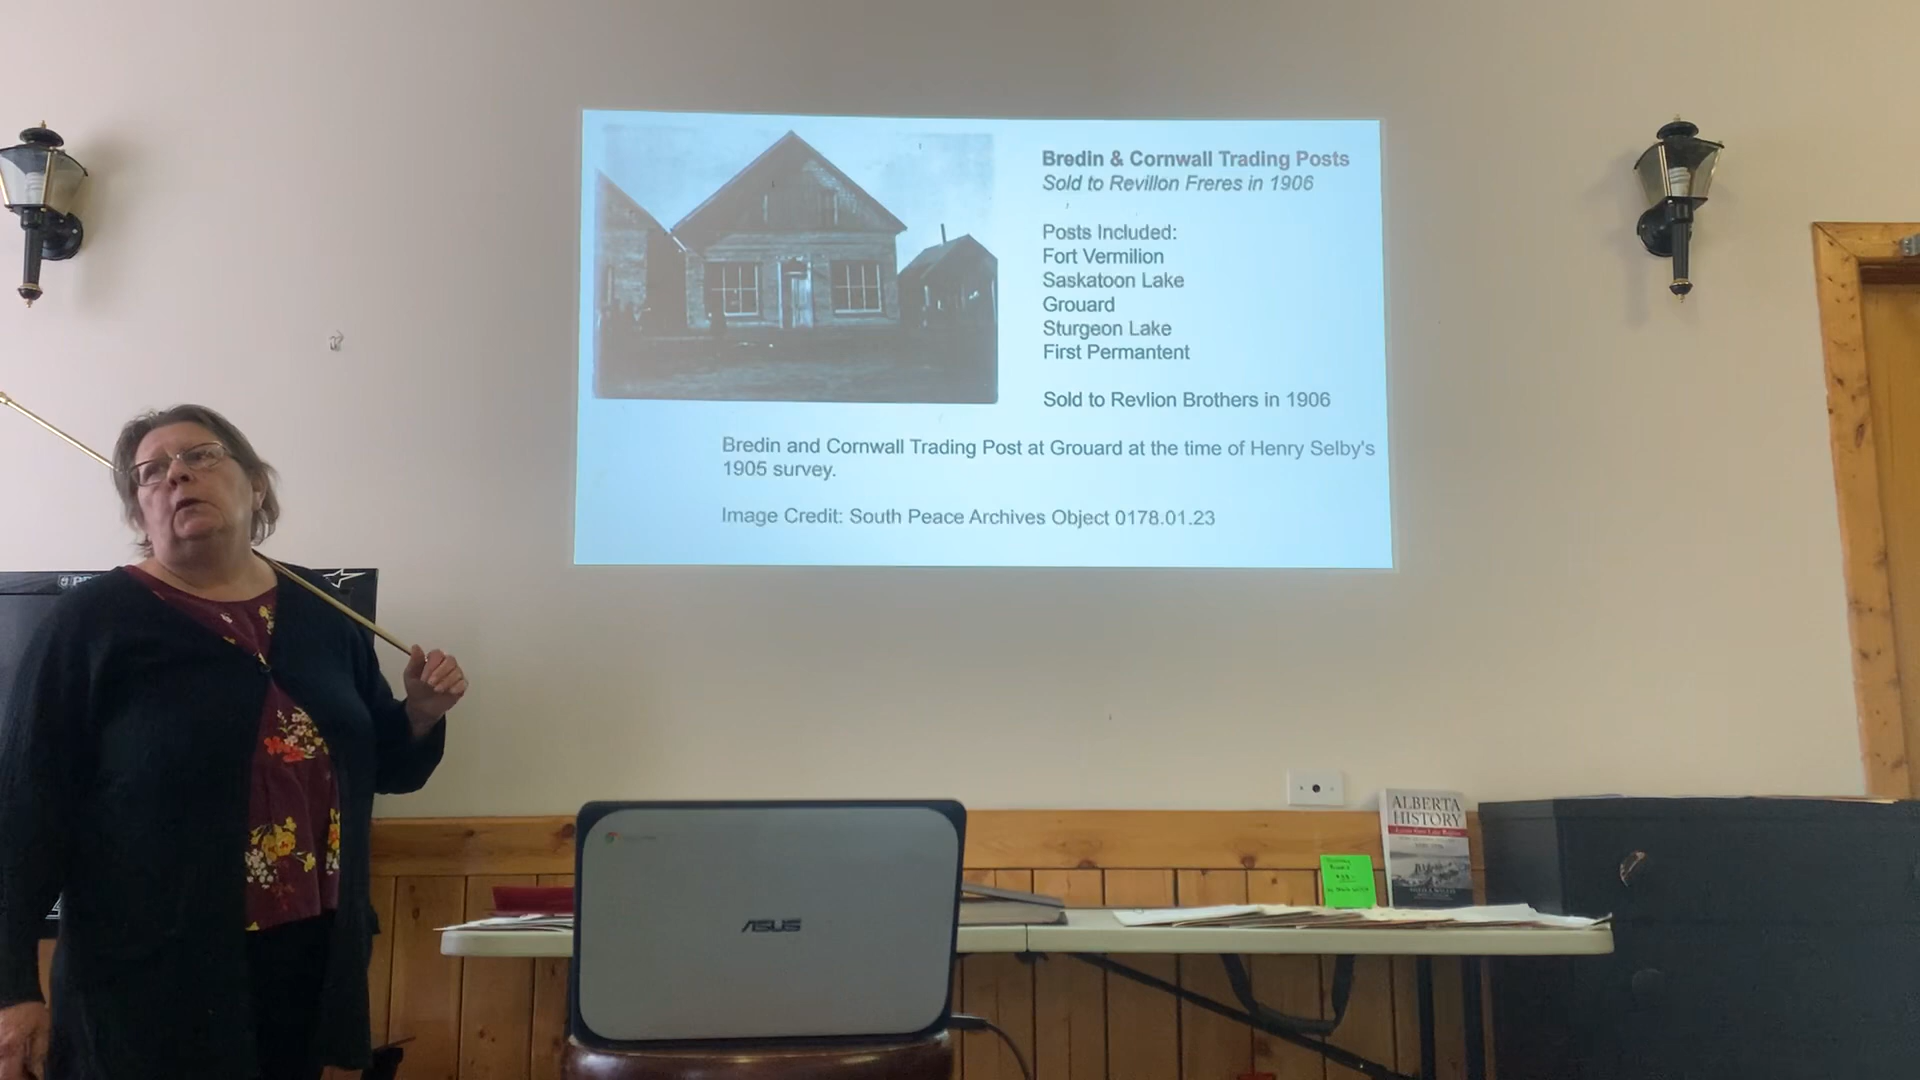 Bredin & Cornwall Trading Posts
Sold to Revillon Freres in 1906
Posts Included:
Fort Vermilion
Saskatoon Lake
Grouard
Sturgeon Lake
First Permantent
Sold to Revlion Brothers in 1906
Bredin and Cornwall Trading Post at Grouard at the time of Henry Selby's
1905 survey.
Image Credit: South Peace Archives Object 0178.01.23
ALBERTA
HISTORY
ASUS